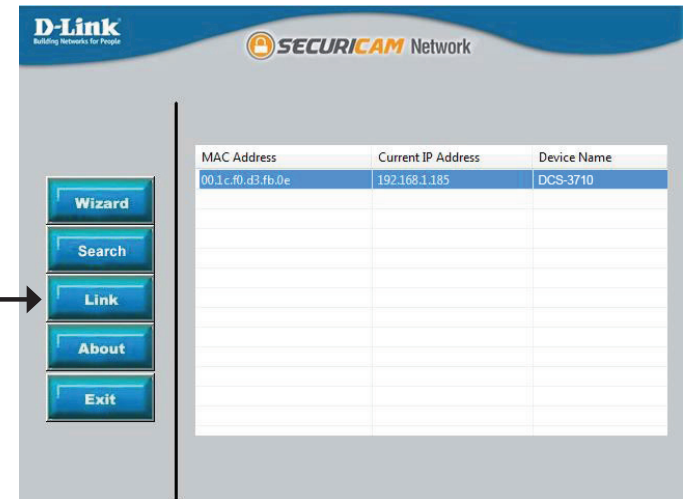 D-Link
Building Networks for People
SECURICAM Network
MAC Address Current IP Address Device Name
00.1c.f0.d3.fb.0e 192.168.1.185 DCS-3710
Wizard
Search
Link
About
Exit